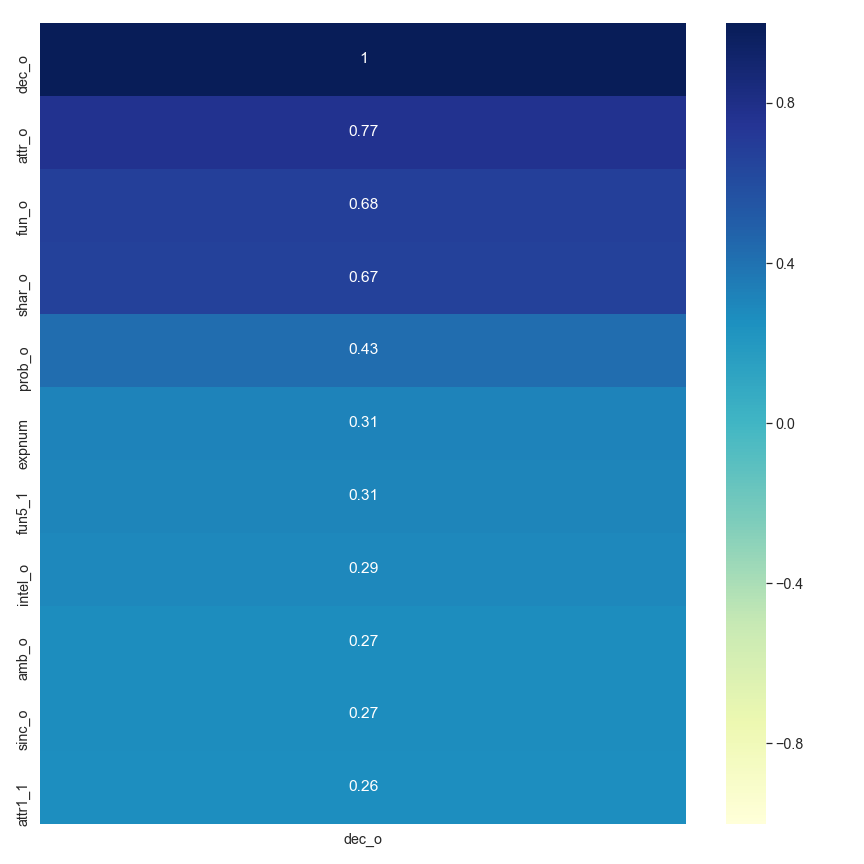 dec_o 1
attr_o 0.77
fun_o 0.68
shar_o 0.67
prob_o 0.43
expnum 0.31
fun5_1 0.31
intel_o 0.29
amb_o 0.27
sinc_o 0.27
attr1_1 0.26
dec_o
0.8
0.4
0.0
−0.4
−0.8